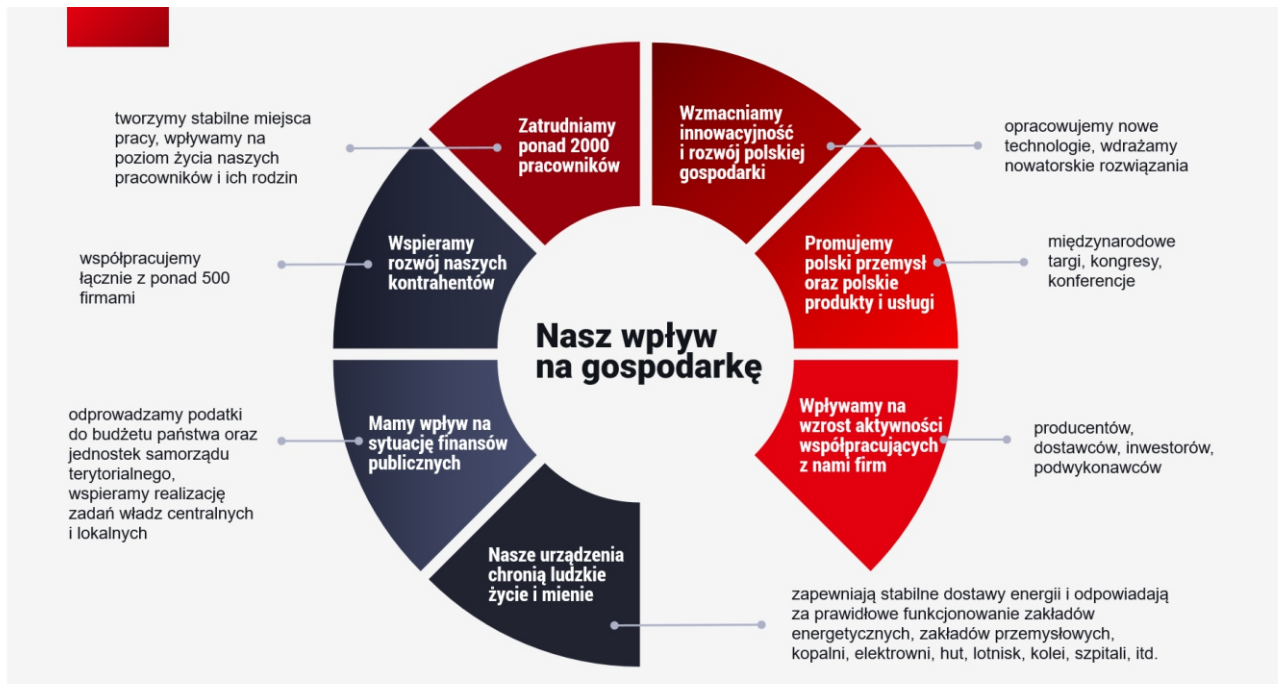 Nasz wpływ
na gospodarkę
Zatrudniamy
ponad 2000
pracowników
tworzymy stabilne miejsca
pracy, wpływamy na
poziom życia naszych
pracowników i ich rodzin
Wzmacniamy
innowacyjność
i rozwój polskiej
gospodarki
opracowujemy nowe
technologie, wdrażamy
nowatorskie rozwiązania
Wspieramy
rozwój naszych
kontrahentów
współpracujemy
łącznie z ponad 500
firmami
Promujemy
polski przemysł
oraz polskie
produkty i usługi
międzynarodowe
targi, kongresy,
konferencje
Mamy wpływ na
sytuację finansów
publicznych
odprowadzamy podatki
do budżetu państwa oraz
jednostek samorządu
terytorialnego,
wspieramy realizację
zadań władz centralnych
i lokalnych
Wpływamy na
wzrost aktywności
współpracujących
z nami firm
producentów,
dostawców, inwestorów,
podwykonawców
Nasze urządzenia
chronią ludzkie
życie i mienie
zapewniają stabilne dostawy energii i odpowiadają
za prawidłowe funkcjonowanie zakładów
energetycznych, zakładów przemysłowych,
kopalni, elektrowni, hut, lotnisk, kolei, szpitali, itd.